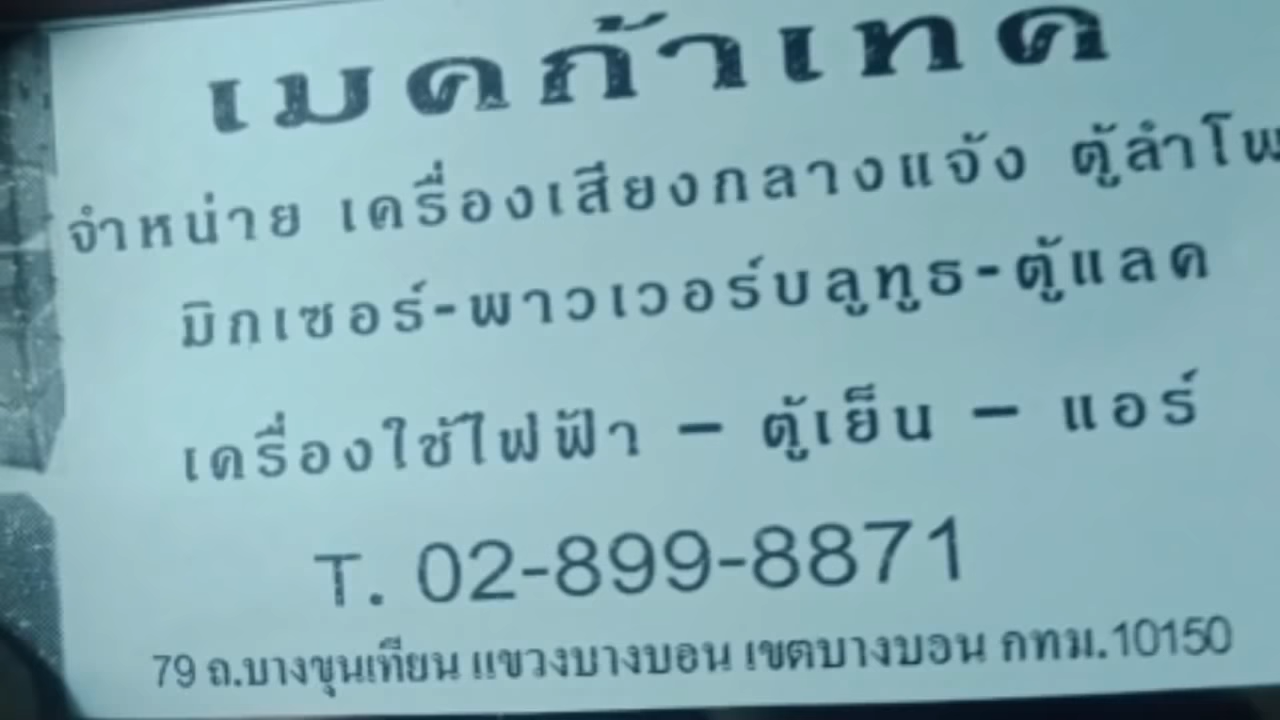 เมคก้าเทค
จำหน่าย เครื่องเสียงกลางแจ้ง ตู้ลำโพ
มิกเซอร์-พาวเวอร์บลูทูธ-ตู้แลค
เครื่องใช้ไฟฟ้า – ตู้เย็น – แอร์
T. 02-899-8871
79 ถ.บางขุนเทียน แขวงบางบอน เขตบางบอน กทม.10150